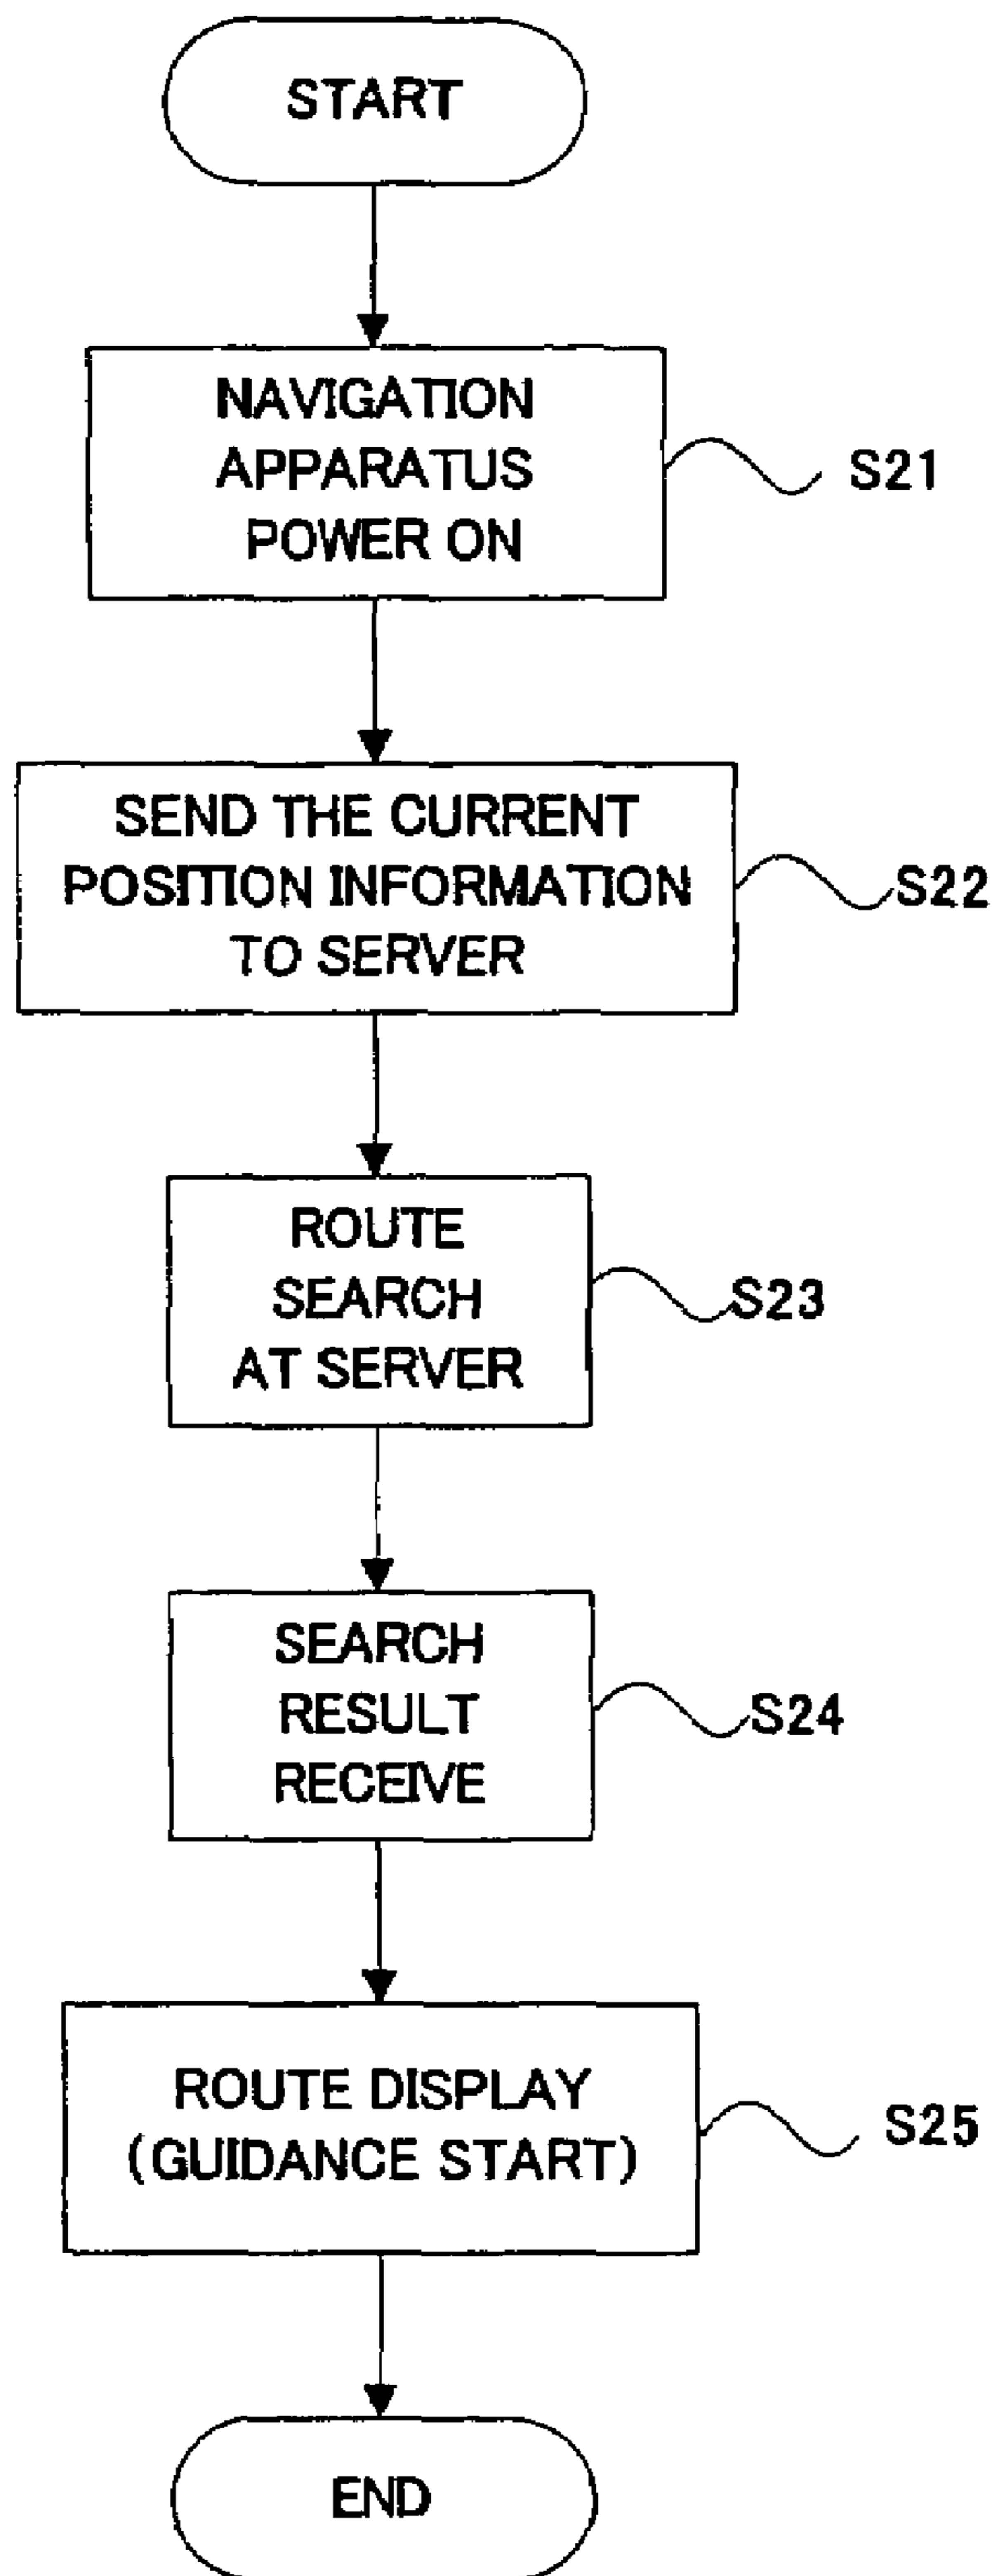 START
NAVIGATION
APPARATUS
POWER ON
S21
SEND THE CURRENT
POSITION INFORMATION
TO SERVER
S22
ROUTE
SEARCH
AT SERVER
S23
SEARCH
RESULT
RECEIVE
S24
ROUTE DISPLAY
(GUIDANCE START)
S25
END